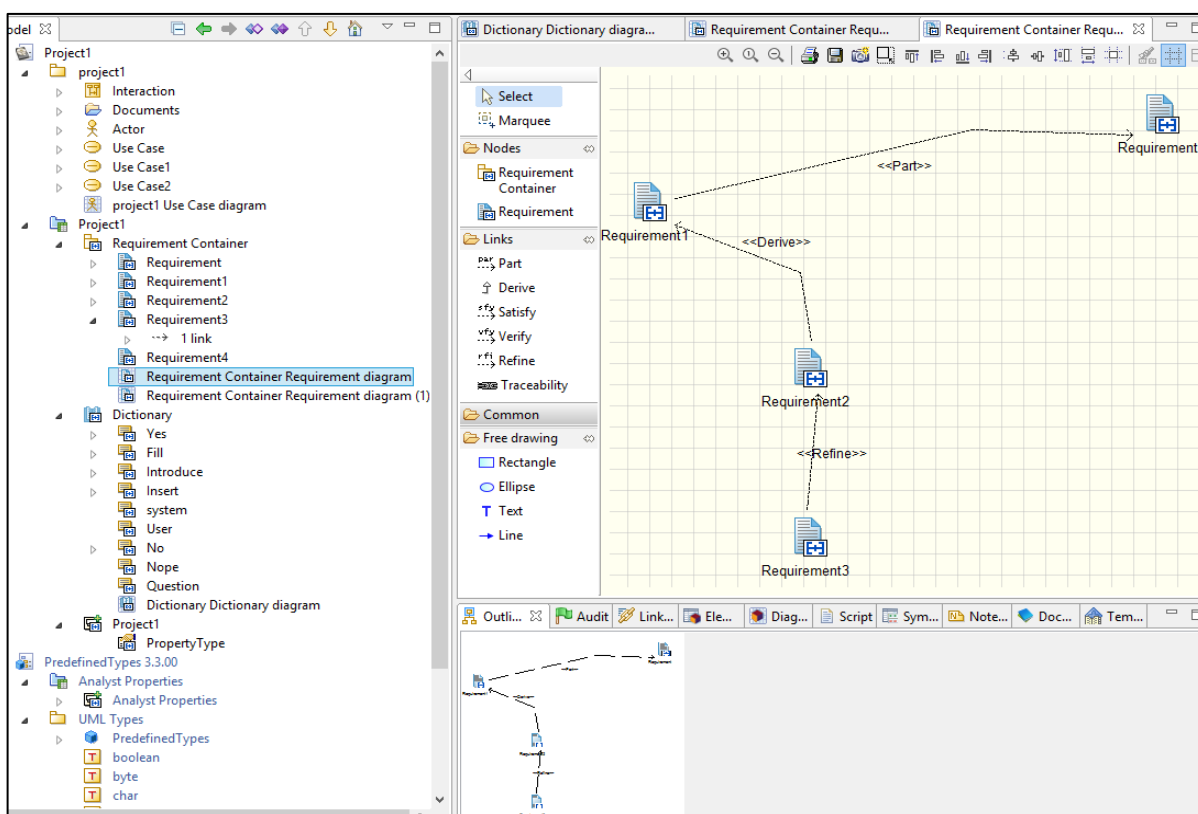 odel
Project1
project1
Interaction
Documents
Actor
Use Case
Use Case1
Use Case2
project1 Use Case diagram
Project1
Requirement Container
Requirement
Requirement1
Requirement2
Requirement3
1 link
Requirement4
Requirement Container Requirement diagram
Requirement Container Requirement diagram (1)
Dictionary
Yes
Fill
Introduce
Insert
system
User
No
Nope
Question
Dictionary Dictionary diagram
Project1
PropertyType
PredefinedTypes 3.3.00
Analyst Properties
Analyst Properties
UML Types
PredefinedTypes
T boolean
T byte
T char
Dictionary Dictionary diagra...
Requirement Container Requ...
Requirement Container Requ...
Select
Marquee
Nodes
Requirement
Container
Requirement
Links
Part
Derive
Satisfy
Verify
Refine
Traceability
Common
Free drawing
Rectangle
Ellipse
T Text
Line
Requirement
<<Part>>
Requirement1
<<Derive>>
Requirement2
<<Refine>>
Requirement3
Outli...
Audit
Link...
Ele...
Diag...
Script
Sym...
Note...
Doc...
Tem...